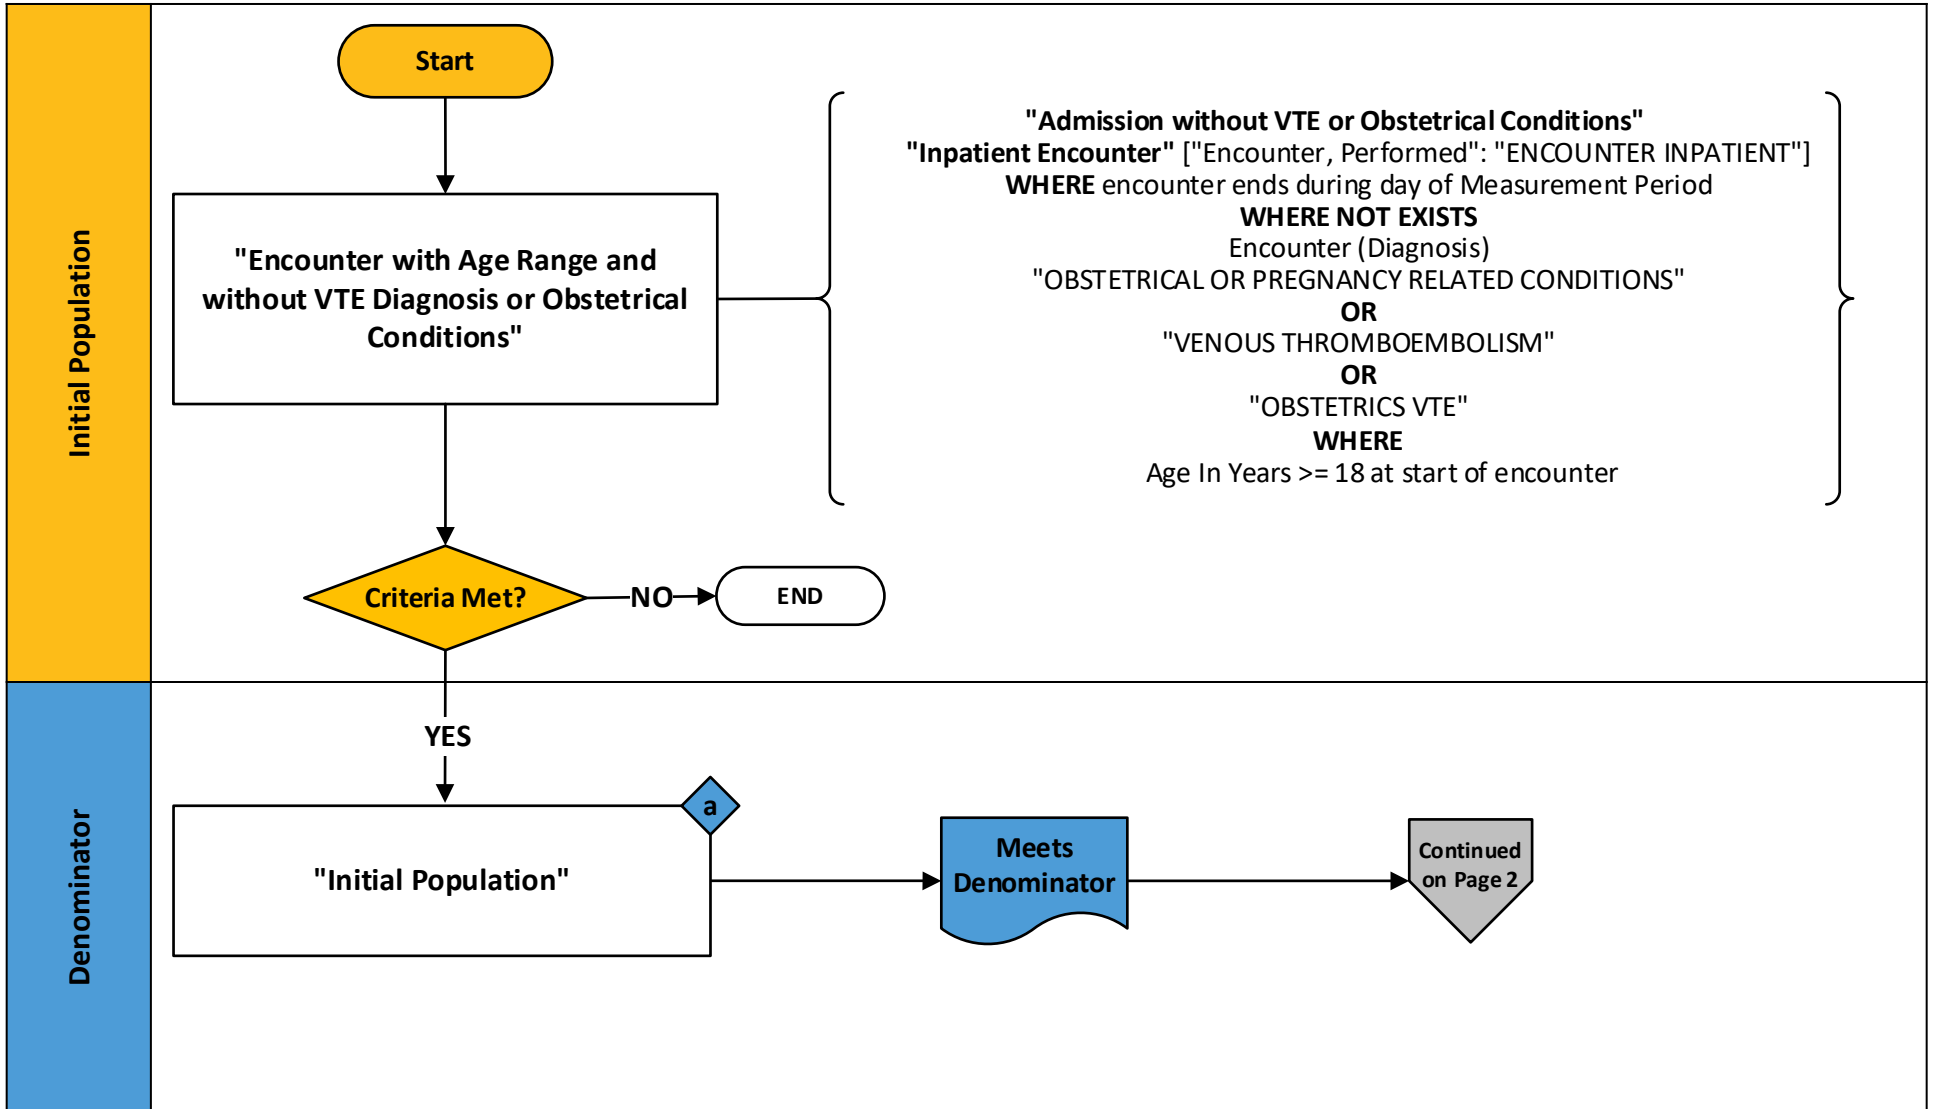 Initial Population
Start
"Encounter with Age Range and
without VTE Diagnosis or Obstetrical
Conditions"
"Admission without VTE or Obstetrical Conditions"
"Inpatient Encounter" ["Encounter, Performed": "ENCOUNTER INPATIENT"]
WHERE encounter ends during day of Measurement Period
WHERE NOT EXISTS
Encounter (Diagnosis)
"OBSTETRICAL OR PREGNANCY RELATED CONDITIONS"
OR
"VENOUS THROMBOEMBOLISM"
OR
"OBSTETRICS VTE"
WHERE
Age In Years >= 18 at start of encounter
Criteria Met?
NO
END
Denominator
YES
"Initial Population"
a
Meets
Denominator
Continued
on Page 2